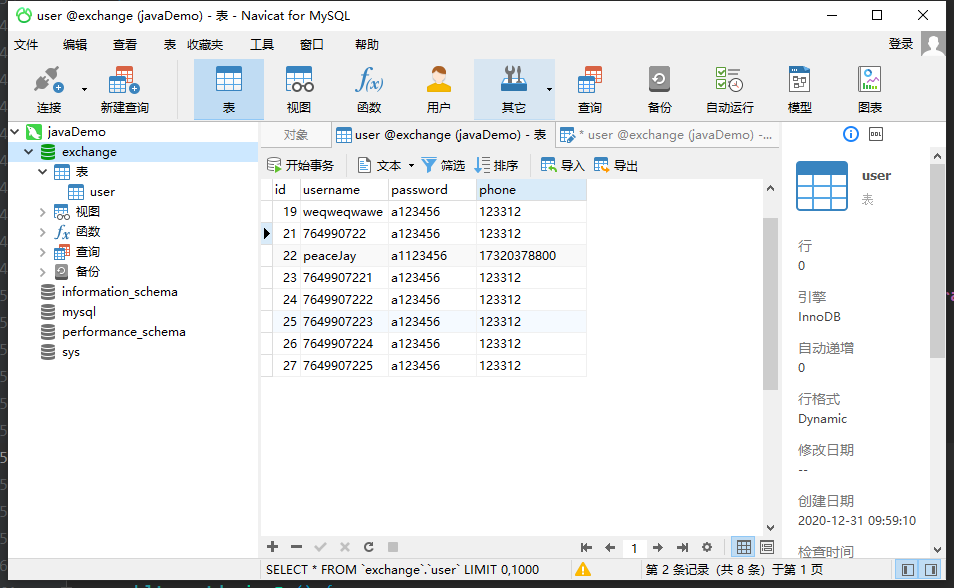 user @exchange (javaDemo) - 表 - Navicat for MySQL
文件 编辑 查看 表 收藏夹 工具 窗口 帮助 登录
连接 新建查询 表 视图 函数 用户 其它 查询 备份 自动运行 模型 图表
javaDemo
exchange
表
user
视图
函数
查询
备份
information_schema
mysql
performance_schema
sys
对象 user @exchange (javaDemo) - 表 * user @exchange (javaDemo) -...
开始事务 文本 筛选 排序 导入 导出
id username password phone
19 weqweqwawe a123456 123312
21 764990722 a123456 123312
22 peaceJay a1123456 17320378800
23 7649907221 a123456 123312
24 7649907222 a123456 123312
25 7649907223 a123456 123312
26 7649907224 a123456 123312
27 7649907225 a123456 123312
DDL
user
表
行
0
引擎
InnoDB
自动递增
0
行格式
Dynamic
修改日期
--
创建日期
2020-12-31 09:59:10
检查时间
1
SELECT * FROM `exchange`.`user` LIMIT 0,1000 第 2 条记录（共 8 条）于第 1 页